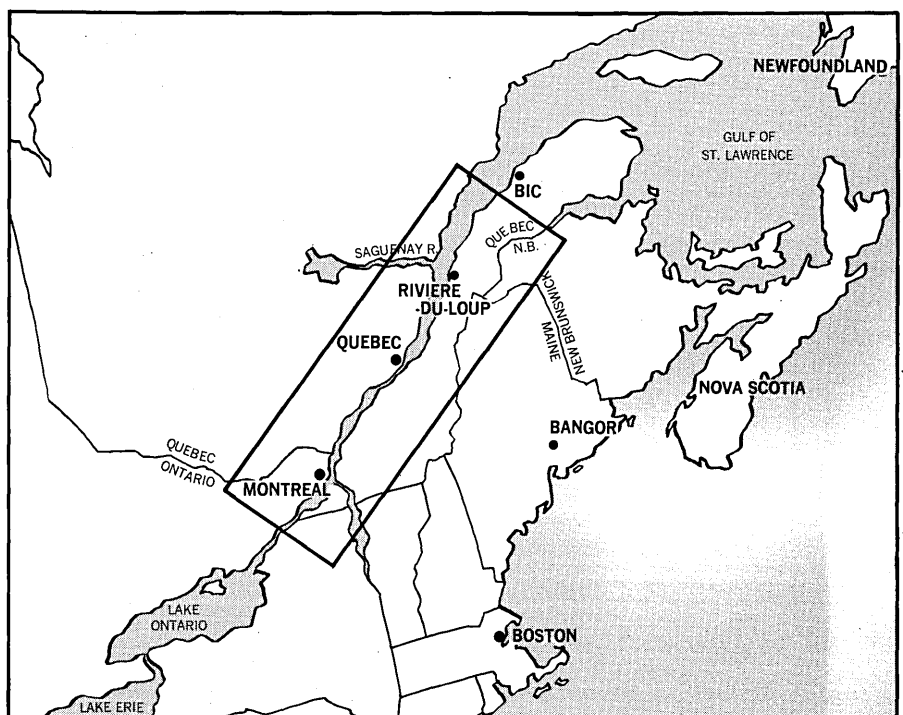 NEWFOUNDLAND
GULF OF
ST. LAWRENCE
BIC
QUEBEC
N.B.
SAGUENAY R.
RIVIERE
-DU-LOUP
MAINE
NEW BRUNSWICK
QUEBEC
NOVA SCOTIA
BANGOR
QUEBEC
ONTARIO
MONTREAL
LAKE
ONTARIO
BOSTON
LAKE ERIE